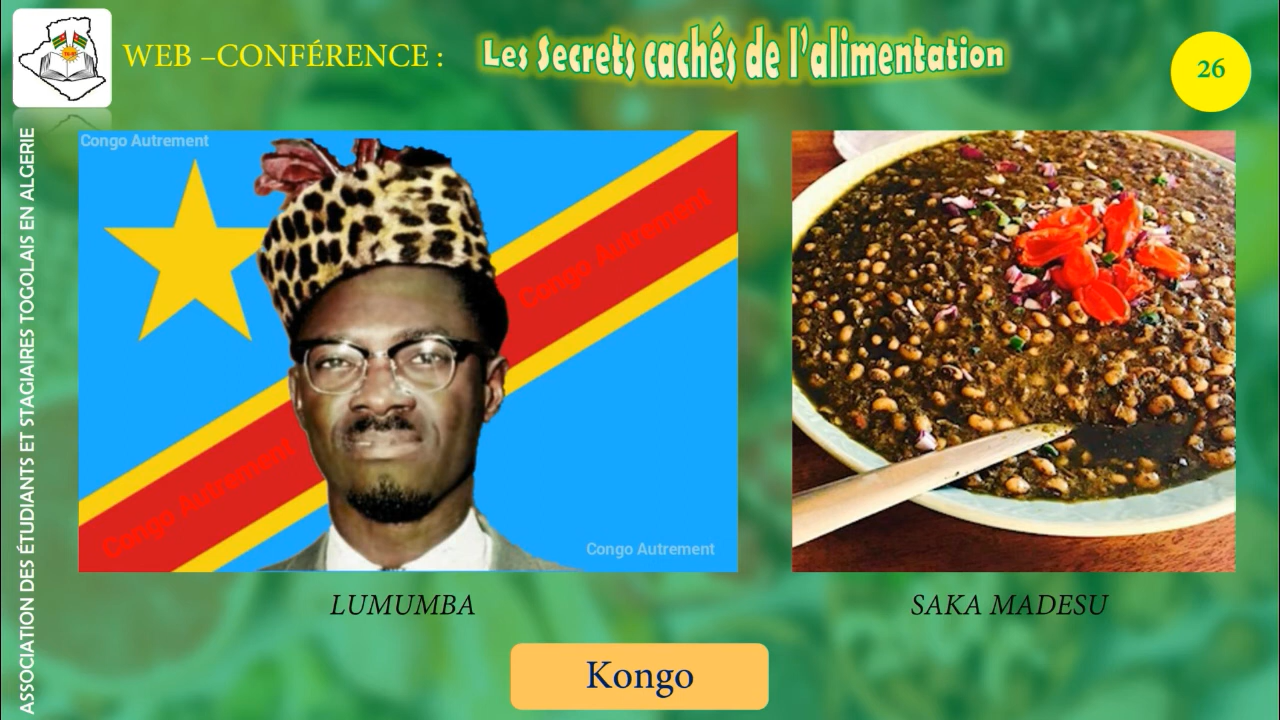 WEB –CONFÉRENCE :
Les Secrets cachés de l'alimentation
26
ASSOCIATION DES ÉTUDIANTS ET STAGIAIRES TOGOLAIS EN ALGERIE
Congo Autrement
Congo Autrement
Congo Autrement
Congo Autrement
LUMUMBA
SAKA MADESU
Kongo